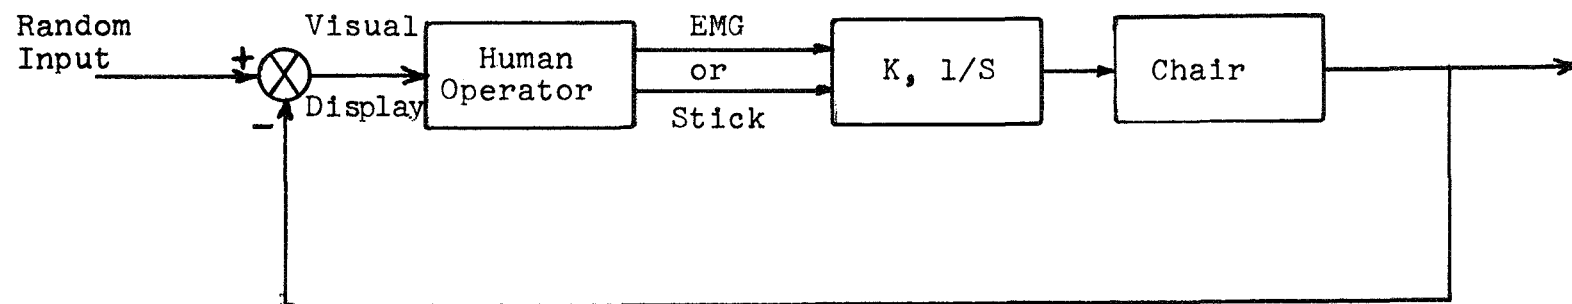 Random
Input
+
-
Visual
Display
Human
Operator
EMG
or
Stick
K, 1/S
Chair